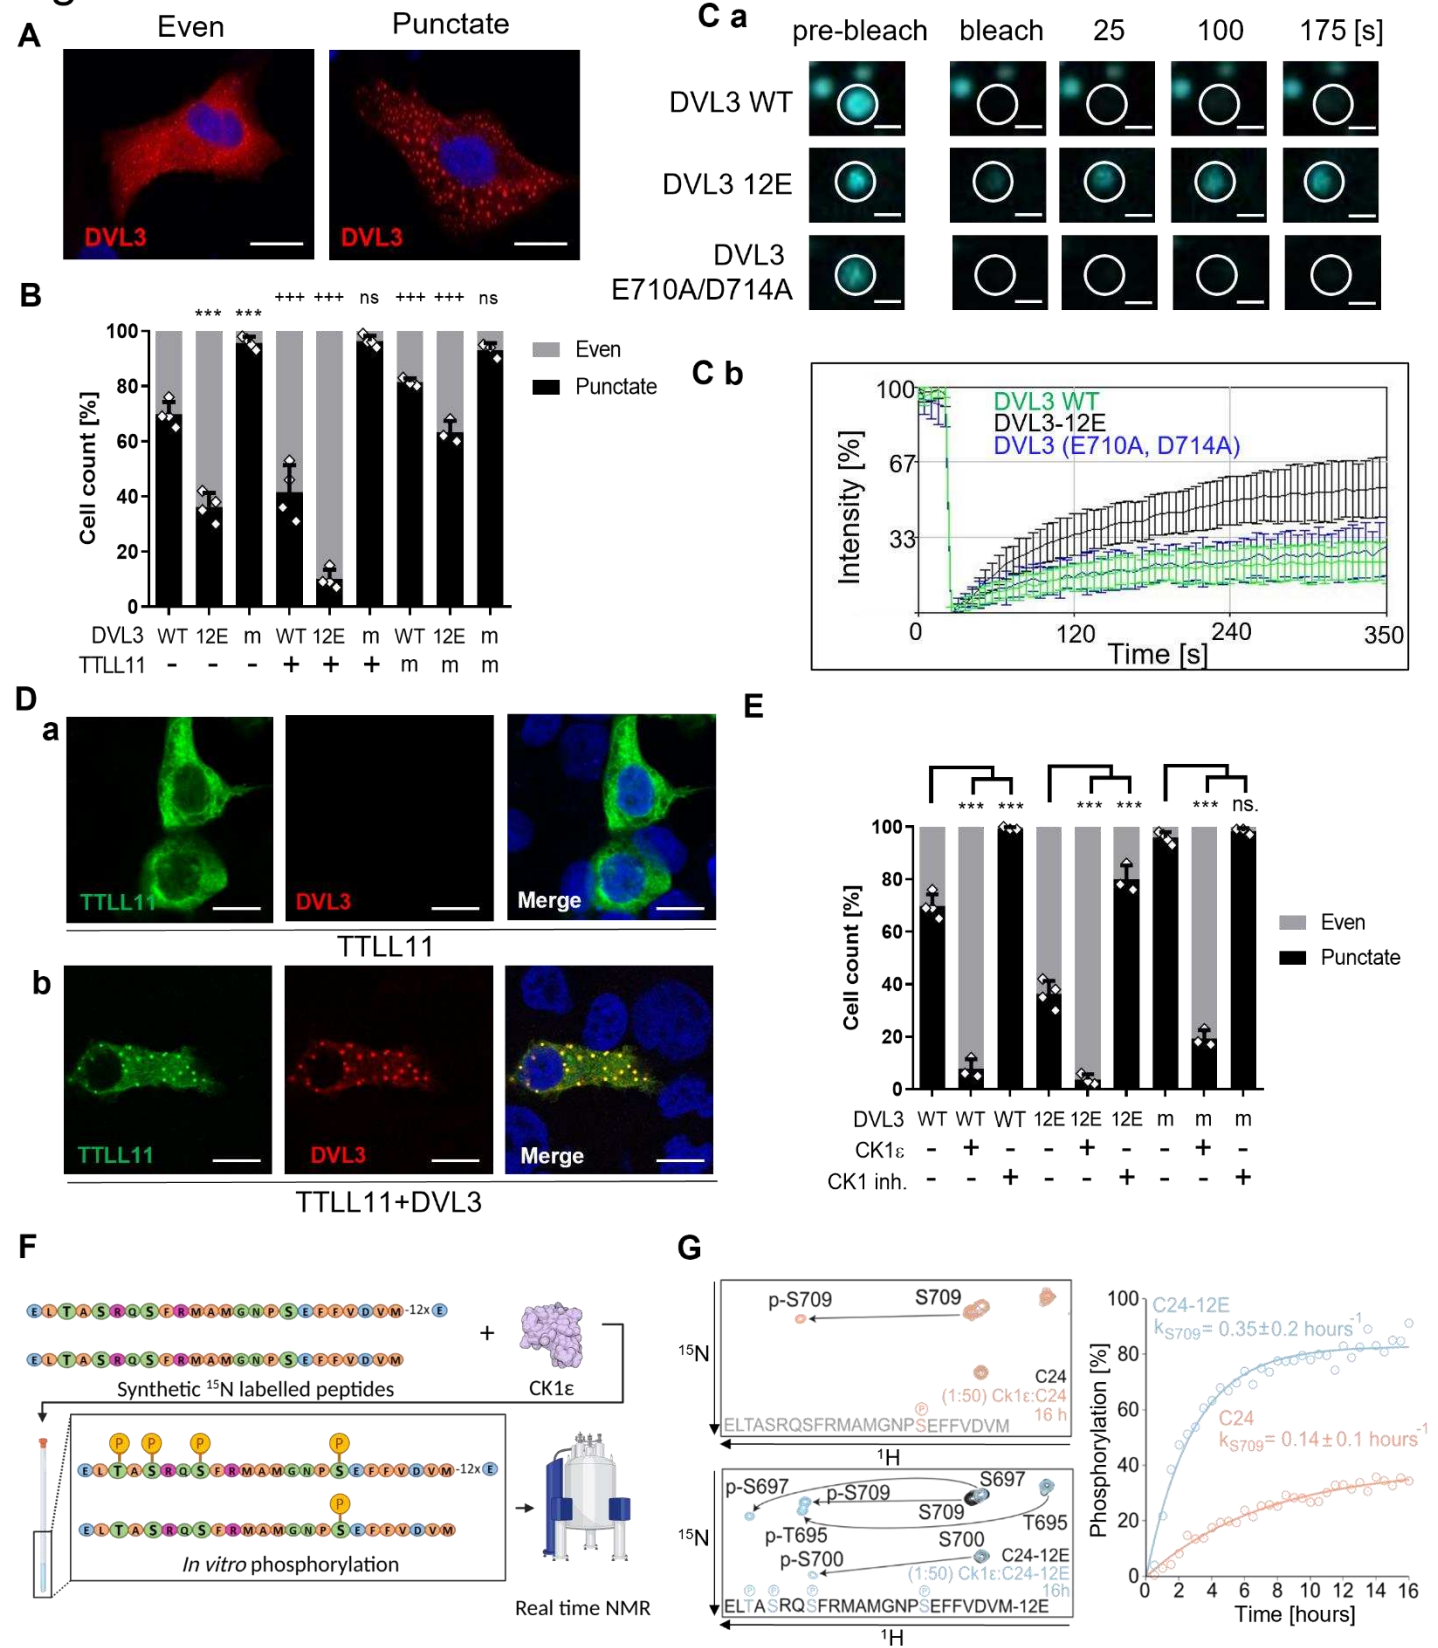 A
Even
Punctate
DVL3
DVL3
B
*** *** +++ +++ ns +++ +++ ns
100
80
60
40
20
0
Cell count [%]
Even
Punctate
DVL3 WT 12E m WT 12E m WT 12E m
TTLL11 - - - + + + m m m
C a
pre-bleach bleach 25 100 175 [s]
DVL3 WT
DVL3 12E
DVL3
E710A/D714A
C b
100
67
33
Intensity [%]
DVL3 WT
DVL3-12E
DVL3 (E710A, D714A)
0 120 240 350
Time [s]
D
a
TTLL11
DVL3
Merge
TTLL11
b
TTLL11
DVL3
Merge
TTLL11+DVL3
E
*** *** *** *** *** ns.
100
80
60
40
20
0
Cell count [%]
Even
Punctate
DVL3 WT WT WT 12E 12E 12E m m m
CK1ε - + - - + - - + -
CK1 inh. - - + - - + - - +
F
E L T A S R Q S F R M A M G N P S E F F V D V M -12x E
+
E L T A S R Q S F R M A M G N P S E F F V D V M
Synthetic ¹⁵N labelled peptides
CK1ε
P P P P
E L T A S R Q S F R M A M G N P S E F F V D V M -12x E
P
E L T A S R Q S F R M A M G N P S E F F V D V M
In vitro phosphorylation
Real time NMR
G
p-S709
S709
¹⁵N
C24
(1:50) Ck1ε:C24
16 h
P
ELTASRQSFRMAMGNPSEFFVDVM
¹H
p-S697
S697
p-S709
S709
T695
p-T695
S700
p-S700
¹⁵N
C24-12E
(1:50) Ck1ε:C24-12E
16h
P P P P
ELTASRQSFRMAMGNPSEFFVDVM-12E
¹H
100
80
60
40
20
0
Phosphorylation [%]
C24-12E
kS709= 0.35±0.2 hours⁻¹
C24
kS709= 0.14±0.1 hours⁻¹
0 2 4 6 8 10 12 14 16
Time [hours]